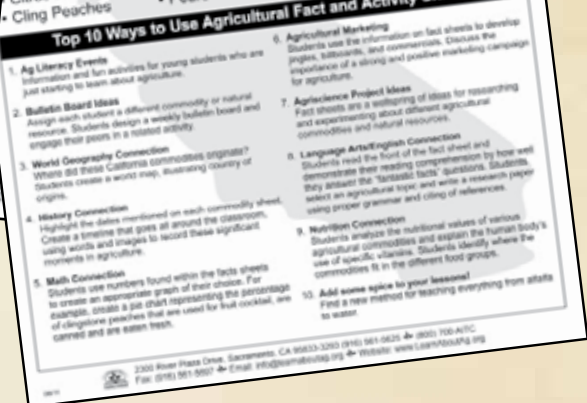 • Cling Peaches
Top 10 Ways to Use Agricultural Fact and Activity
1. Ag Literacy Events
Information and fun activities for young students who are
just starting to learn about agriculture.
2. Bulletin Board Ideas
Assign each student a different commodity or natural
resource. Students design a weekly bulletin board and
engage their peers in a related activity.
3. World Geography Connection
Where did these California commodities originate?
Students create a world map, illustrating country of
origins.
4. History Connection
Highlight the dates mentioned on each commodity sheet.
Create a timeline that goes all around the classroom,
using words and images to record these significant
moments in agriculture.
5. Math Connection
Students use numbers found within the facts sheets
to create an appropriate graph of their choice. For
example, create a pie chart representing the percentage
of clingstone peaches that are used for fruit cocktail, are
canned and are eaten fresh.
6. Agricultural Marketing
Students use the information on fact sheets to develop
jingles, billboards, and commercials. Discuss the
importance of a strong and positive marketing campaign
for agriculture.
7. Agriscience Project Ideas
Fact sheets are a wellspring of ideas for researching
and experimenting about different agricultural
commodities and natural resources.
8. Language Arts/English Connection
Students read the front of the fact sheet and
demonstrate their reading comprehension by how well
they answer the "fantastic facts" questions. Students
select an agricultural topic and write a research paper
using proper grammar and citing of references.
9. Nutrition Connection
Students analyze the nutritional values of various
agricultural commodities and explain the human body's
use of specific vitamins. Students identify where the
commodities fit in the different food groups.
10. Add some spice to your lessons!
Find a new method for teaching everything from alfalfa
to water.
2300 River Plaza Drive, Sacramento, CA 95833-3293 (916) 561-5625 (800) 700-AITC
Fax: (916) 561-5697 Email: info@learnaboutag.org Website: www.LearnAboutAg.org